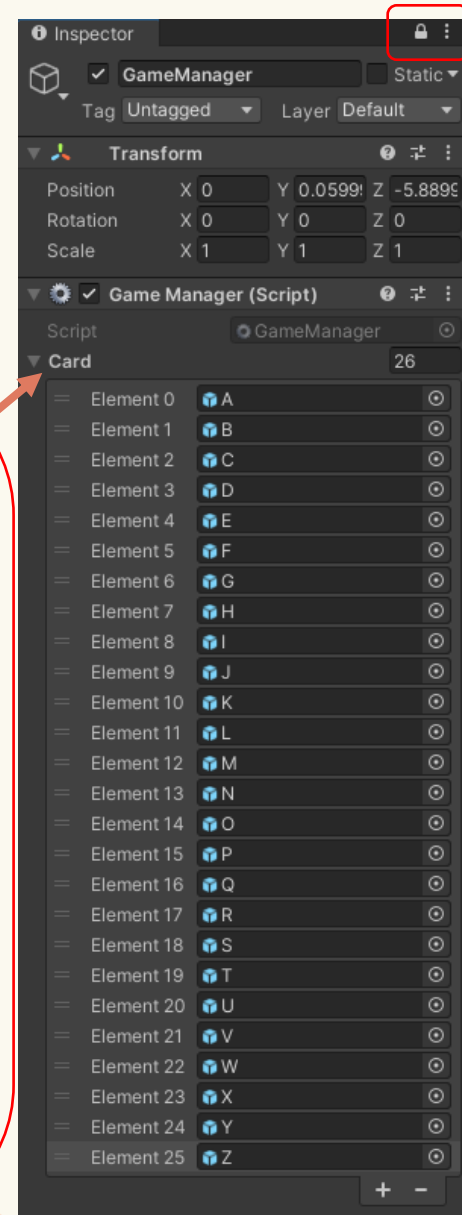 Inspector
GameManager Static
Tag Untagged Layer Default
Transform
Position X 0 Y 0.0599 Z -5.8899
Rotation X 0 Y 0 Z 0
Scale X 1 Y 1 Z 1
Game Manager (Script)
Script GameManager
Card 26
Element 0 A
Element 1 B
Element 2 C
Element 3 D
Element 4 E
Element 5 F
Element 6 G
Element 7 H
Element 8 I
Element 9 J
Element 10 K
Element 11 L
Element 12 M
Element 13 N
Element 14 O
Element 15 P
Element 16 Q
Element 17 R
Element 18 S
Element 19 T
Element 20 U
Element 21 V
Element 22 W
Element 23 X
Element 24 Y
Element 25 Z
+ -